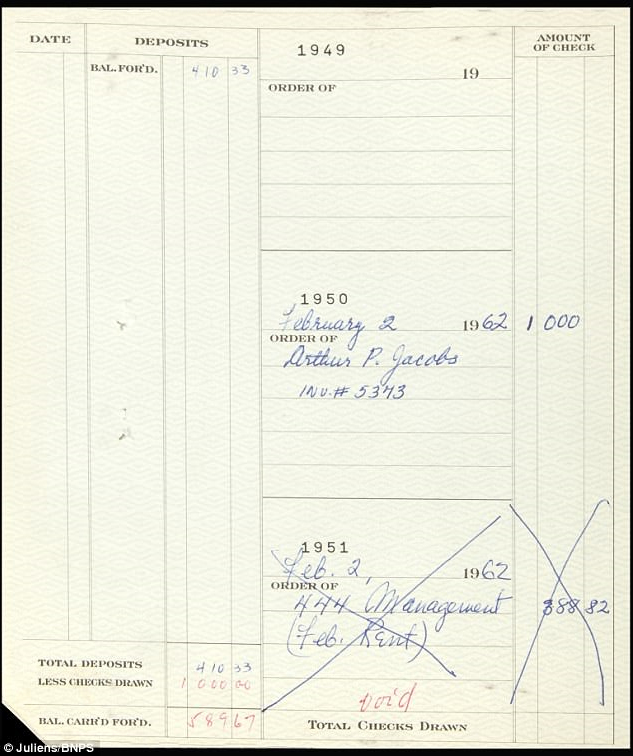 DATE DEPOSITS 1949 AMOUNT OF CHECK
BAL. FOR'D. 410 33 19
ORDER OF
1950
February 2 1962 1 000
ORDER OF
Arthur P. Jacobs
INV.# 5373
1951
Feb. 2, 1962
ORDER OF
444 Management 388 82
(Feb. Rent)
TOTAL DEPOSITS 410 33
LESS CHECKS DRAWN 1 000 00
void
BAL. CARR'D FOR'D. 589 67 TOTAL CHECKS DRAWN
© Juliens/BNPS